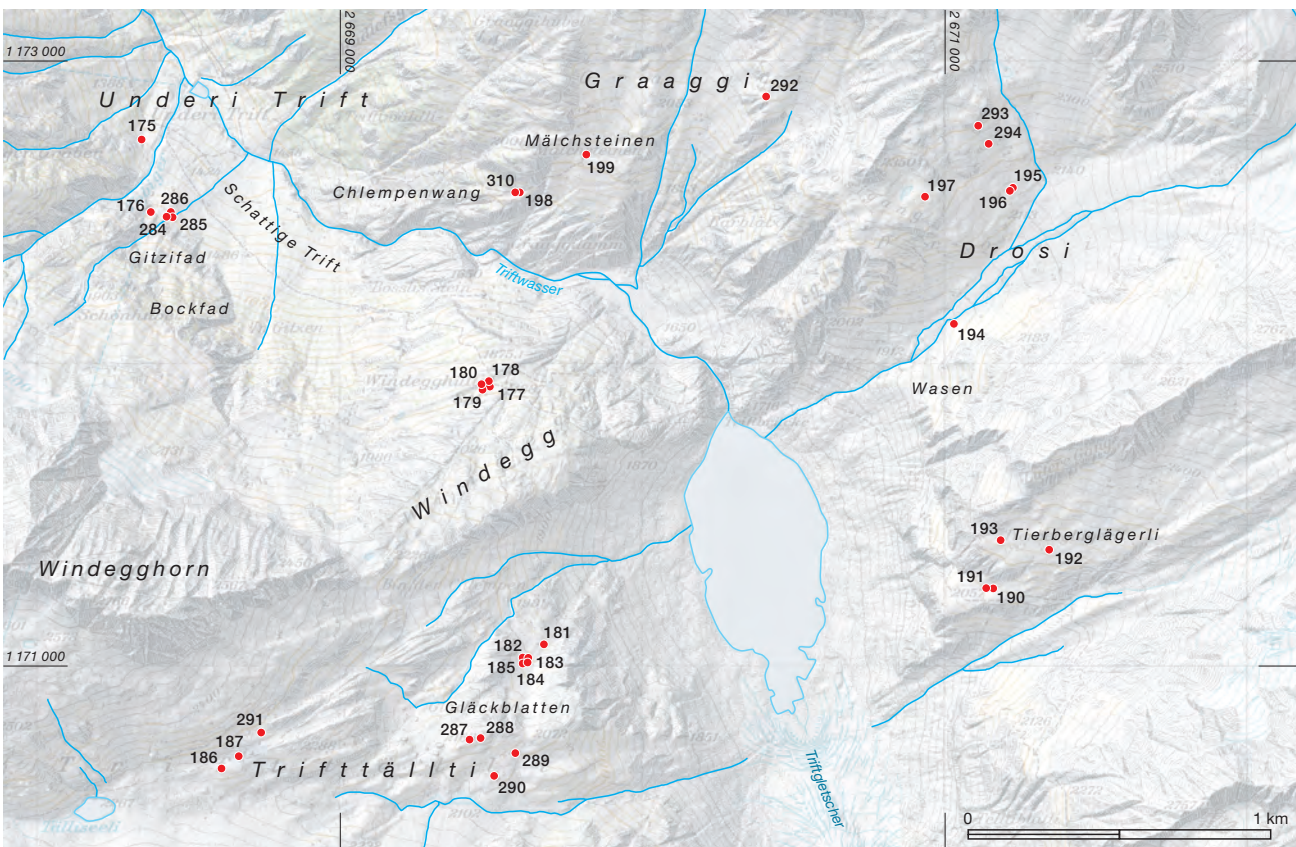 2 669 000
2 671 000
1 173 000
Underi Trift
Graaggi
292
175
293
294
Mälchsteinen
199
310
Chlempenwang
198
195
196
197
176
286
284
285
Schattige Trift
Gitzifad
Drosi
Triftwasser
Bockfad
194
180
178
179
177
Wasen
Windegg
193
Tierberglägerli
192
Windegghorn
191
190
181
182
183
185
184
1 171 000
Gläckblatten
291
287
288
187
289
186
Trifttällti
290
Triftgletscher
0
1 km